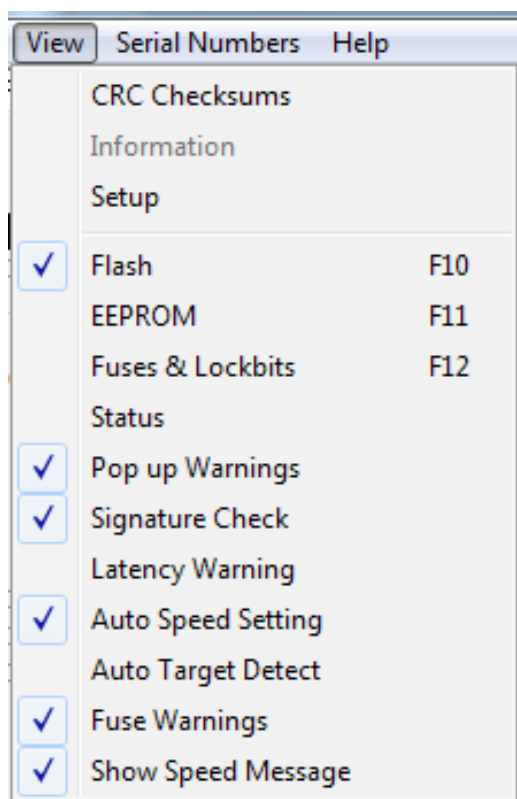 View Serial Numbers Help
CRC Checksums
Information
Setup
Flash F10
EEPROM F11
Fuses & Lockbits F12
Status
Pop up Warnings
Signature Check
Latency Warning
Auto Speed Setting
Auto Target Detect
Fuse Warnings
Show Speed Message